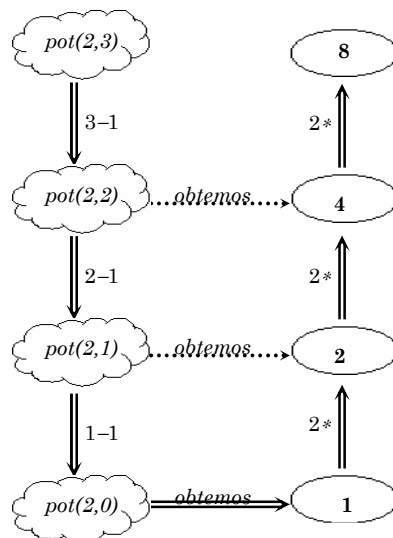 pot(2,3) 8
3–1 2*
pot(2,2) obtemos 4
2–1 2*
pot(2,1) obtemos 2
1–1 2*
pot(2,0) obtemos 1